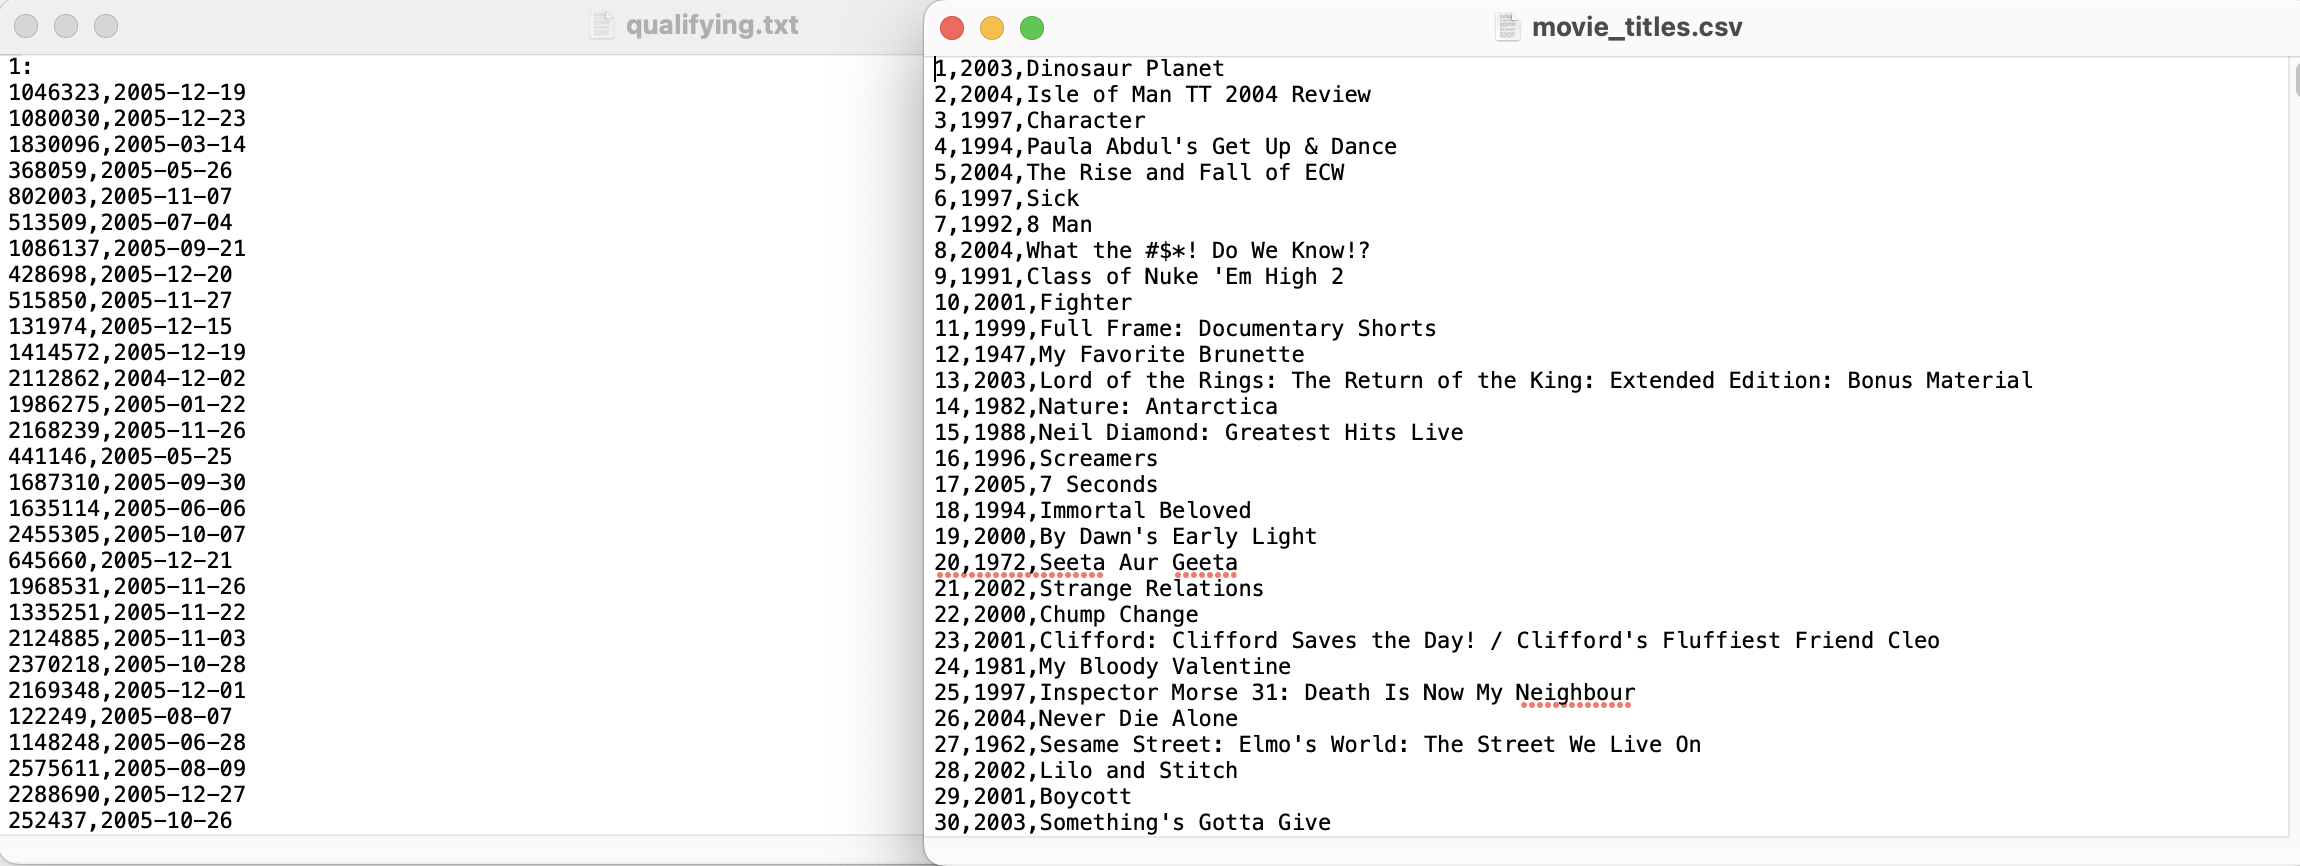 qualifying.txt
1:
1046323,2005-12-19
1080030,2005-12-23
1830096,2005-03-14
368059,2005-05-26
802003,2005-11-07
513509,2005-07-04
1086137,2005-09-21
428698,2005-12-20
515850,2005-11-27
131974,2005-12-15
1414572,2005-12-19
2112862,2004-12-02
1986275,2005-01-22
2168239,2005-11-26
441146,2005-05-25
1687310,2005-09-30
1635114,2005-06-06
2455305,2005-10-07
645660,2005-12-21
1968531,2005-11-26
1335251,2005-11-22
2124885,2005-11-03
2370218,2005-10-28
2169348,2005-12-01
122249,2005-08-07
1148248,2005-06-28
2575611,2005-08-09
2288690,2005-12-27
252437,2005-10-26
movie_titles.csv
1,2003,Dinosaur Planet
2,2004,Isle of Man TT 2004 Review
3,1997,Character
4,1994,Paula Abdul's Get Up & Dance
5,2004,The Rise and Fall of ECW
6,1997,Sick
7,1992,8 Man
8,2004,What the #$*! Do We Know!?
9,1991,Class of Nuke 'Em High 2
10,2001,Fighter
11,1999,Full Frame: Documentary Shorts
12,1947,My Favorite Brunette
13,2003,Lord of the Rings: The Return of the King: Extended Edition: Bonus Material
14,1982,Nature: Antarctica
15,1988,Neil Diamond: Greatest Hits Live
16,1996,Screamers
17,2005,7 Seconds
18,1994,Immortal Beloved
19,2000,By Dawn's Early Light
20,1972,Seeta Aur Geeta
21,2002,Strange Relations
22,2000,Chump Change
23,2001,Clifford: Clifford Saves the Day! / Clifford's Fluffiest Friend Cleo
24,1981,My Bloody Valentine
25,1997,Inspector Morse 31: Death Is Now My Neighbour
26,2004,Never Die Alone
27,1962,Sesame Street: Elmo's World: The Street We Live On
28,2002,Lilo and Stitch
29,2001,Boycott
30,2003,Something's Gotta Give